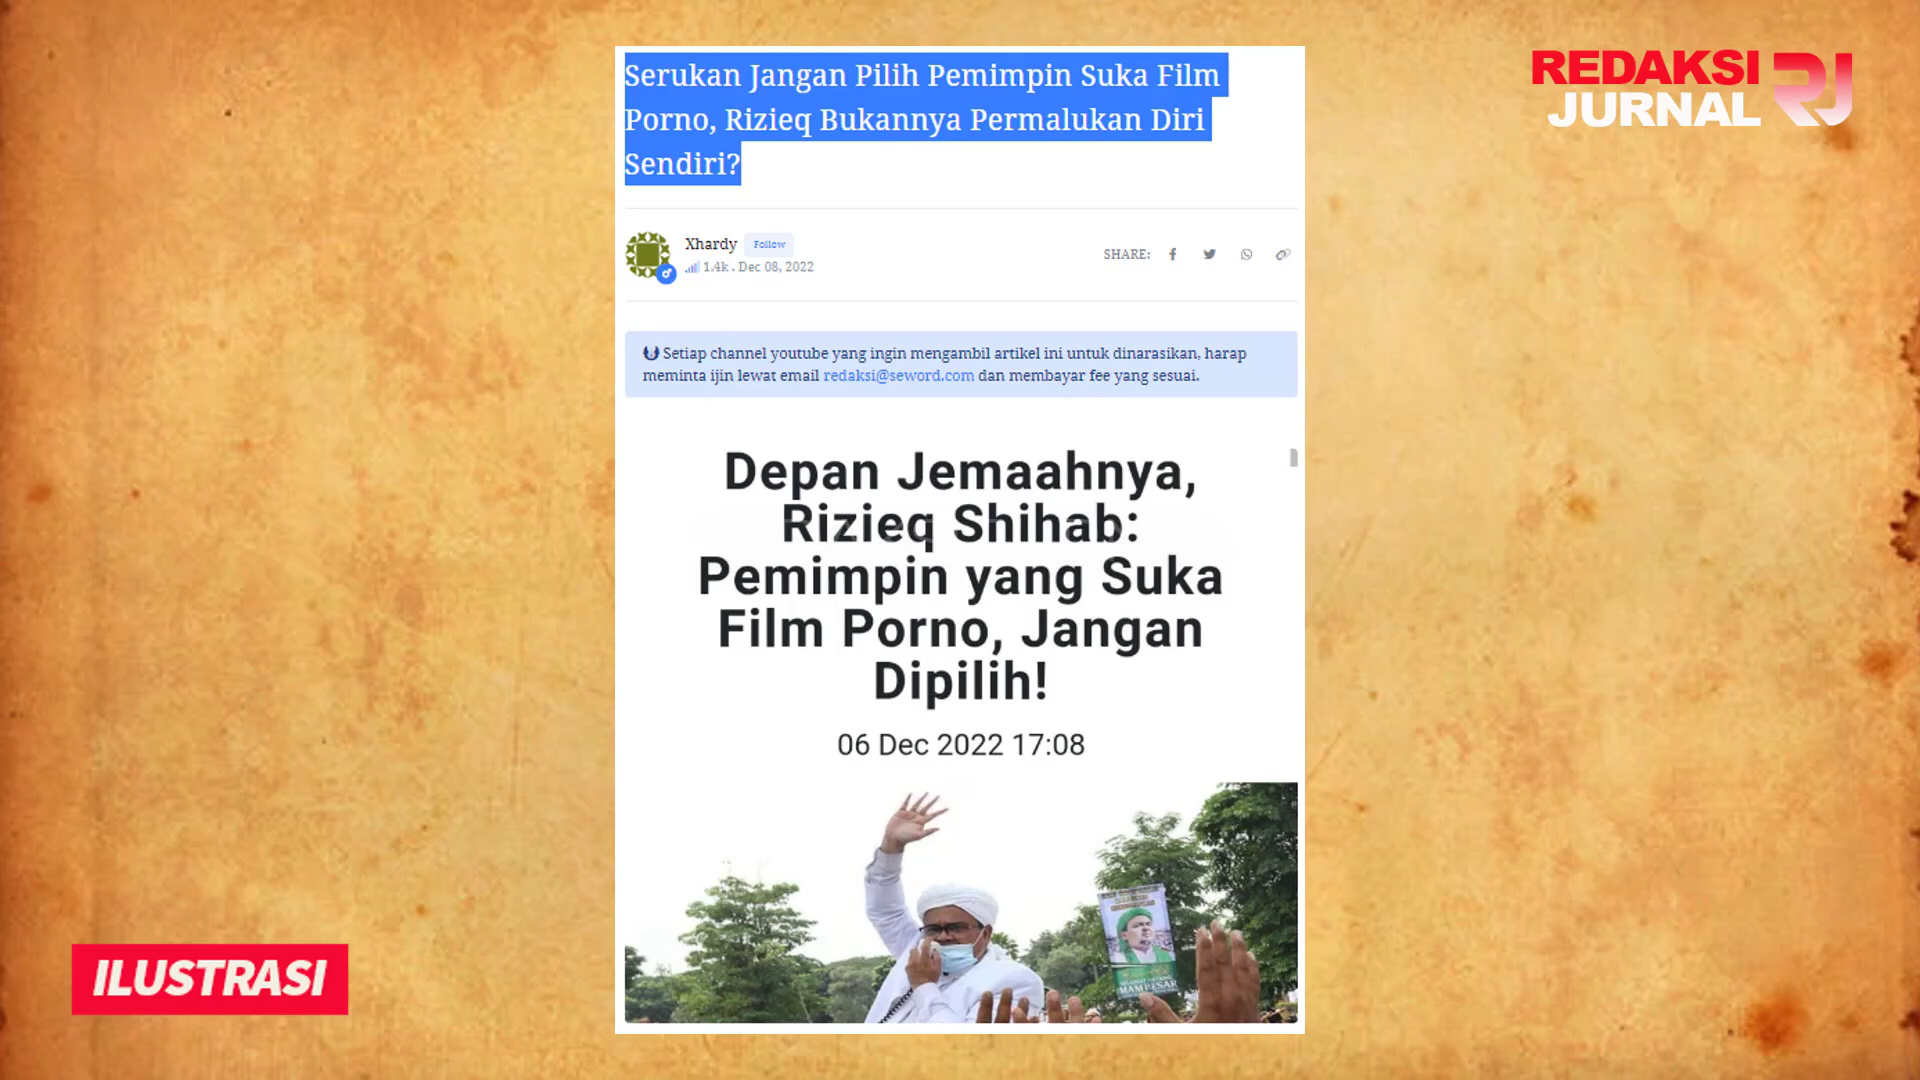 Serukan Jangan Pilih Pemimpin Suka Film
Porno, Rizieq Bukannya Permalukan Diri
Sendiri?
REDAKSI
JURNAL
RJ
Xhardy Follow
1.4k . Dec 08, 2022
SHARE:
Setiap channel youtube yang ingin mengambil artikel ini untuk dinarasikan, harap
meminta ijin lewat email redaksi@seword.com dan membayar fee yang sesuai.
Depan Jemaahnya,
Rizieq Shihab:
Pemimpin yang Suka
Film Porno, Jangan
Dipilih!
06 Dec 2022 17:08
IMAM BESAR
ILUSTRASI